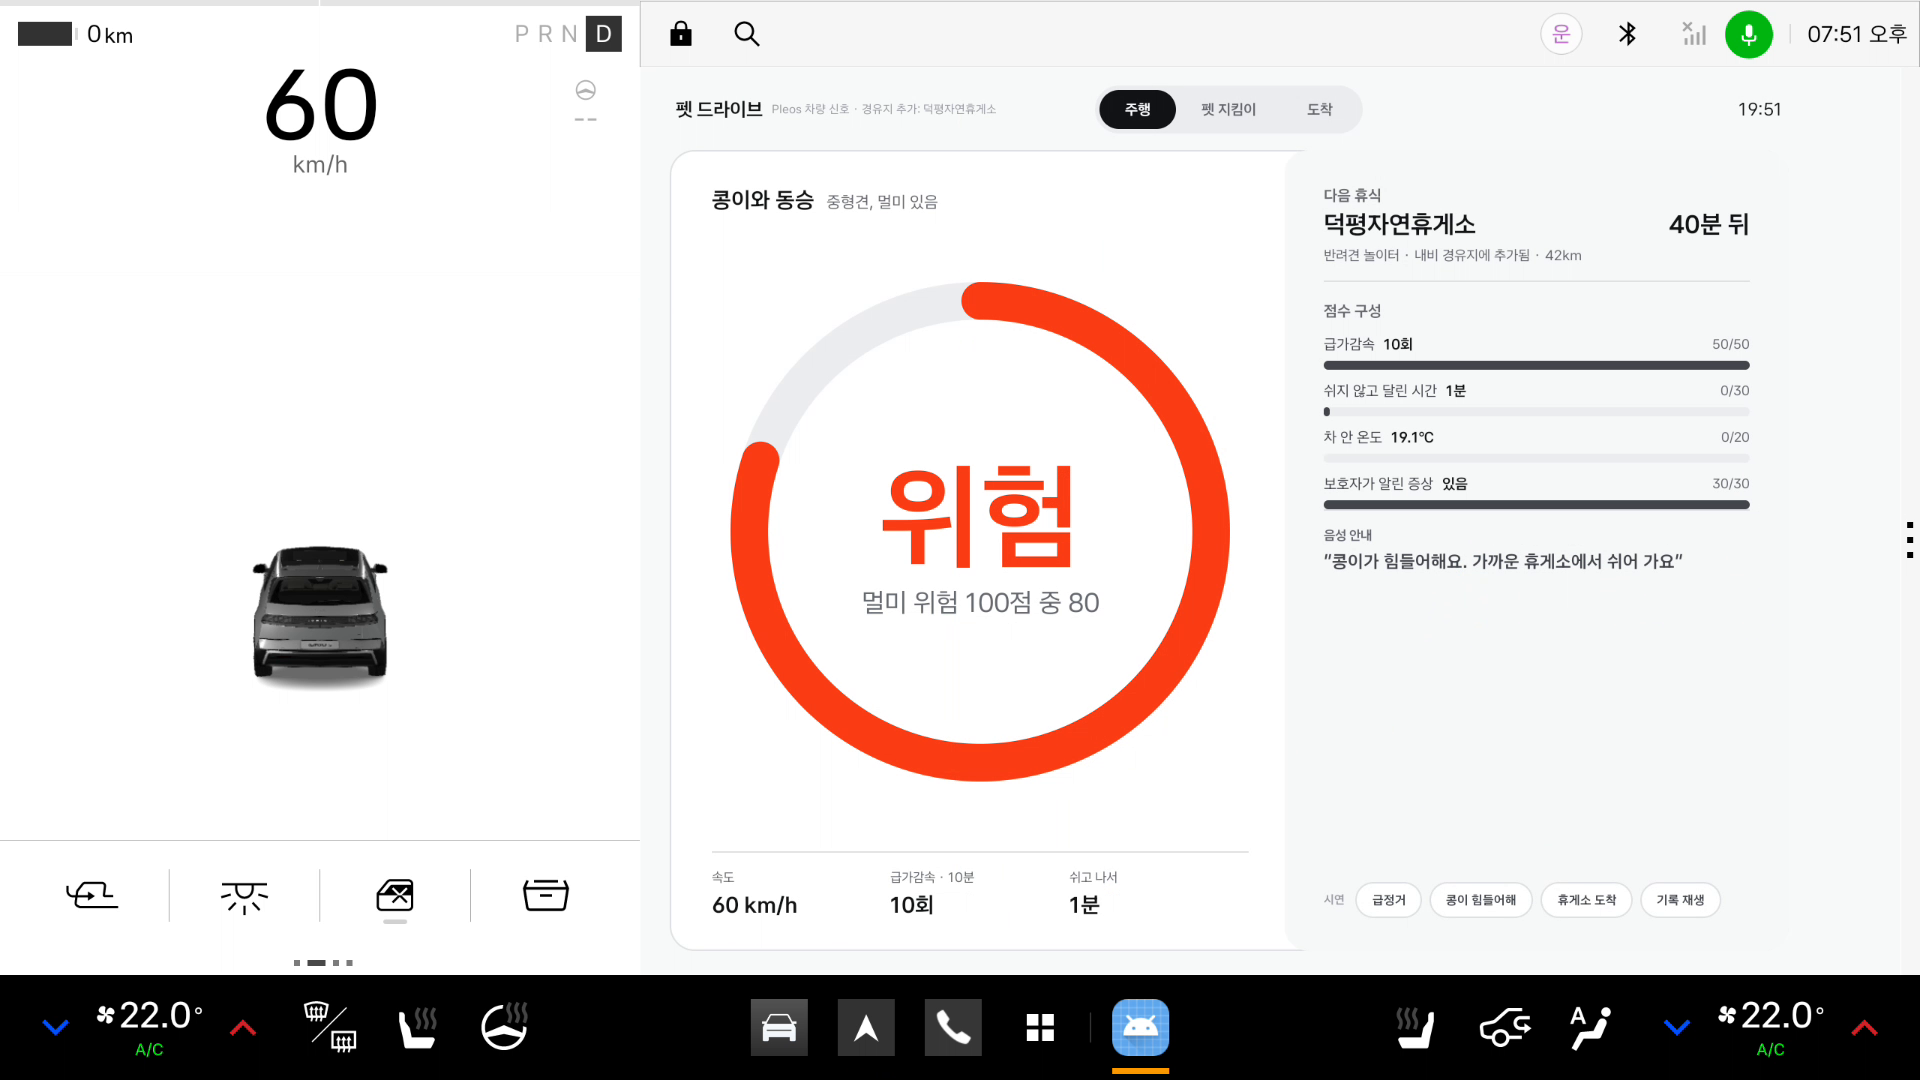 0 km
P R N D
60
km/h
--
운
07:51 오후
펫 드라이브 Pleos 차량 신호 · 경유지 추가: 덕평자연휴게소
주행 펫 지킴이 도착
19:51
콩이와 동승 중형견, 멀미 있음
위험
멀미 위험 100점 중 80
속도
60 km/h
급가감속 · 10분
10회
쉬고 나서
1분
다음 휴식
덕평자연휴게소 40분 뒤
반려견 놀이터 · 내비 경유지에 추가됨 · 42km
점수 구성
급가감속 10회 50/50
쉬지 않고 달린 시간 1분 0/30
차 안 온도 19.1°C 0/20
보호자가 알린 증상 있음 30/30
음성 안내
"콩이가 힘들어해요. 가까운 휴게소에서 쉬어 가요"
시연 급정거 콩이 힘들어해 휴게소 도착 기록 재생
22.0°
A/C
A
22.0°
A/C